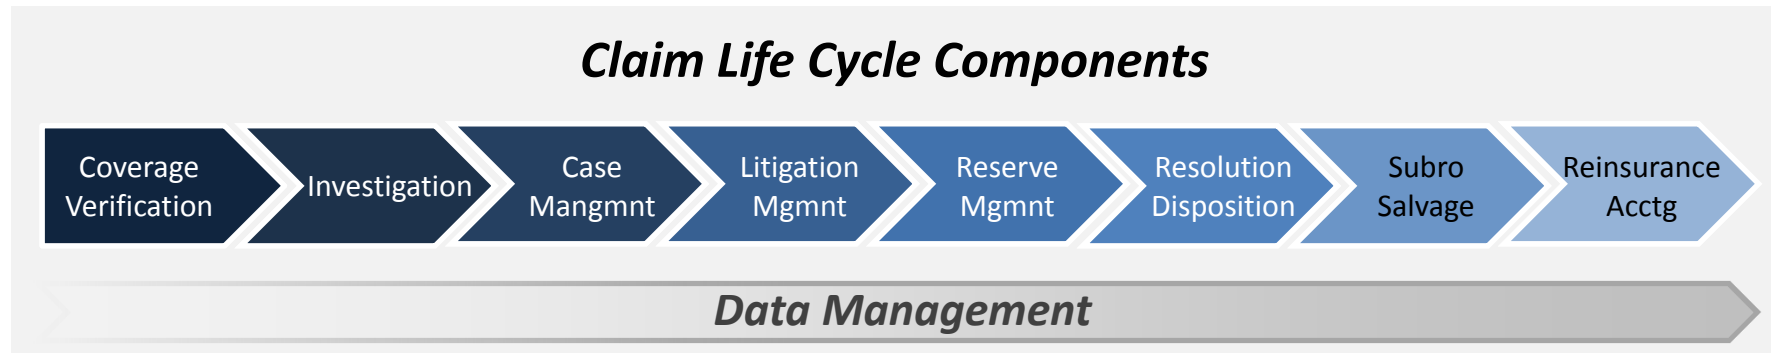 Claim Life Cycle Components
Coverage
Verification
Investigation
Case
Mangmnt
Litigation
Mgmnt
Reserve
Mgmnt
Resolution
Disposition
Subro
Salvage
Reinsurance
Acctg
Data Management